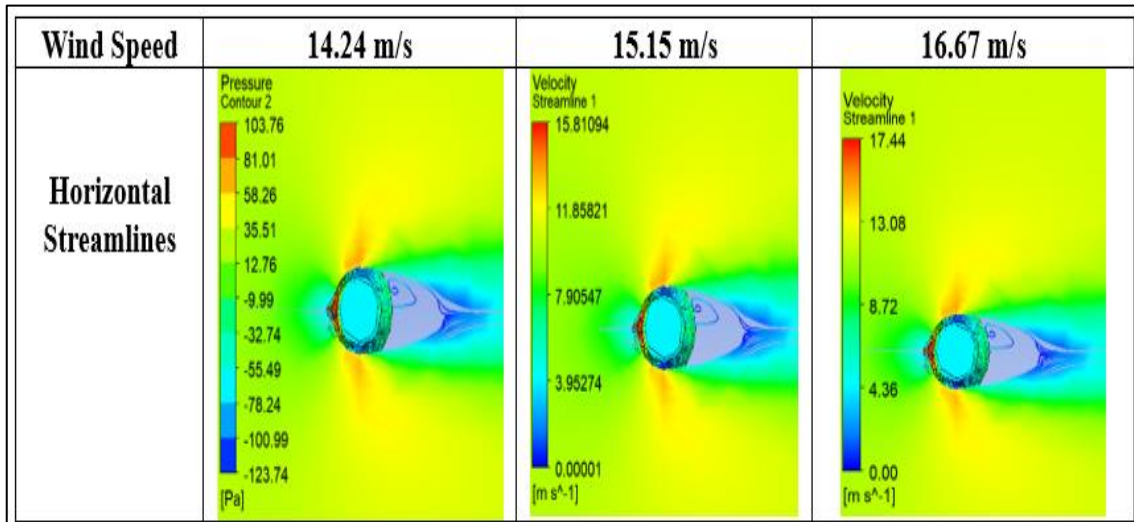 Wind Speed
14.24 m/s
15.15 m/s
16.67 m/s
Horizontal
Streamlines
Pressure
Contour 2
103.76
81.01
58.26
35.51
12.76
-9.99
-32.74
-55.49
-78.24
-100.99
-123.74
[Pa]
Velocity
Streamline 1
15.81094
11.85821
7.90547
3.95274
0.00001
[m s^-1]
Velocity
Streamline 1
17.44
13.08
8.72
4.36
0.00
[m s^-1]